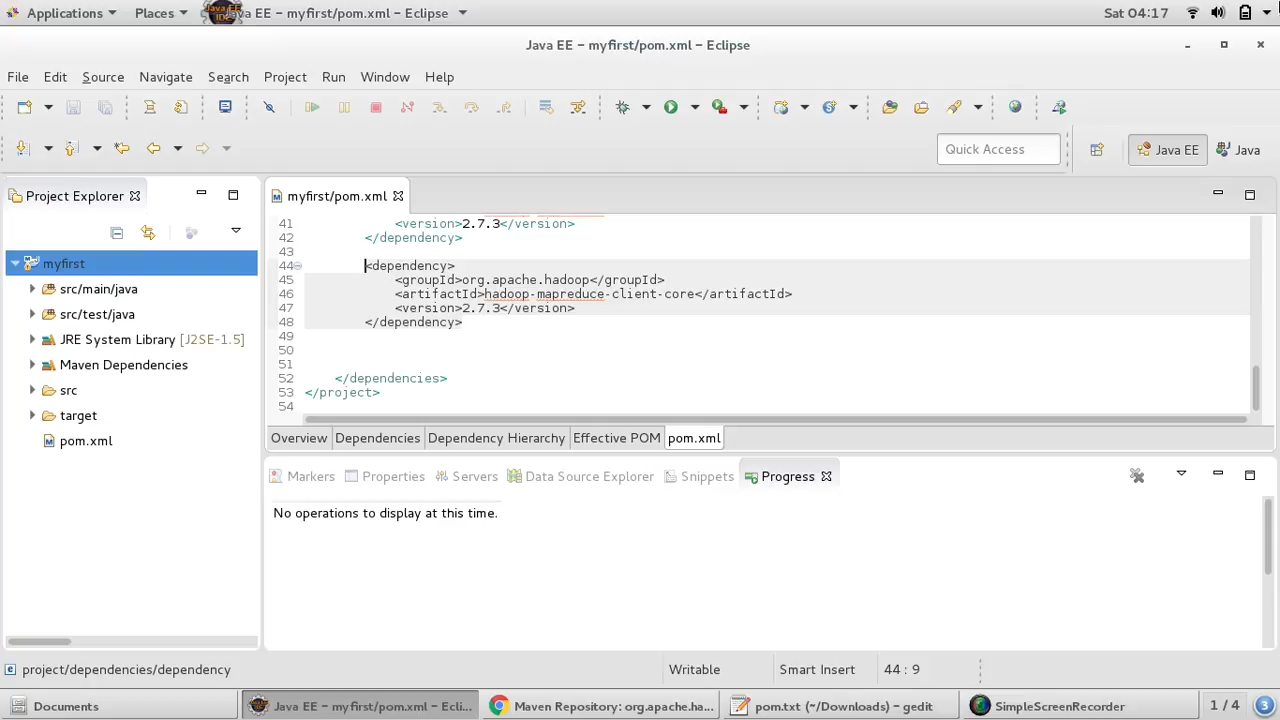 Applications Places Java EE – myfirst/pom.xml – Eclipse Sat 04:17
Java EE – myfirst/pom.xml – Eclipse
File Edit Source Navigate Search Project Run Window Help
Quick Access Java EE Java
Project Explorer
myfirst
src/main/java
src/test/java
JRE System Library [J2SE-1.5]
Maven Dependencies
src
target
pom.xml
myfirst/pom.xml
41 <version>2.7.3</version>
42 </dependency>
43
44 <dependency>
45 <groupId>org.apache.hadoop</groupId>
46 <artifactId>hadoop-mapreduce-client-core</artifactId>
47 <version>2.7.3</version>
48 </dependency>
49
50
51
52 </dependencies>
53 </project>
54
Overview Dependencies Dependency Hierarchy Effective POM pom.xml
Markers Properties Servers Data Source Explorer Snippets Progress
No operations to display at this time.
project/dependencies/dependency Writable Smart Insert 44 : 9
Documents Java EE – myfirst/pom.xml – Ecli... Maven Repository: org.apache.ha... pom.txt (~/Downloads) – gedit SimpleScreenRecorder 1 / 4 3